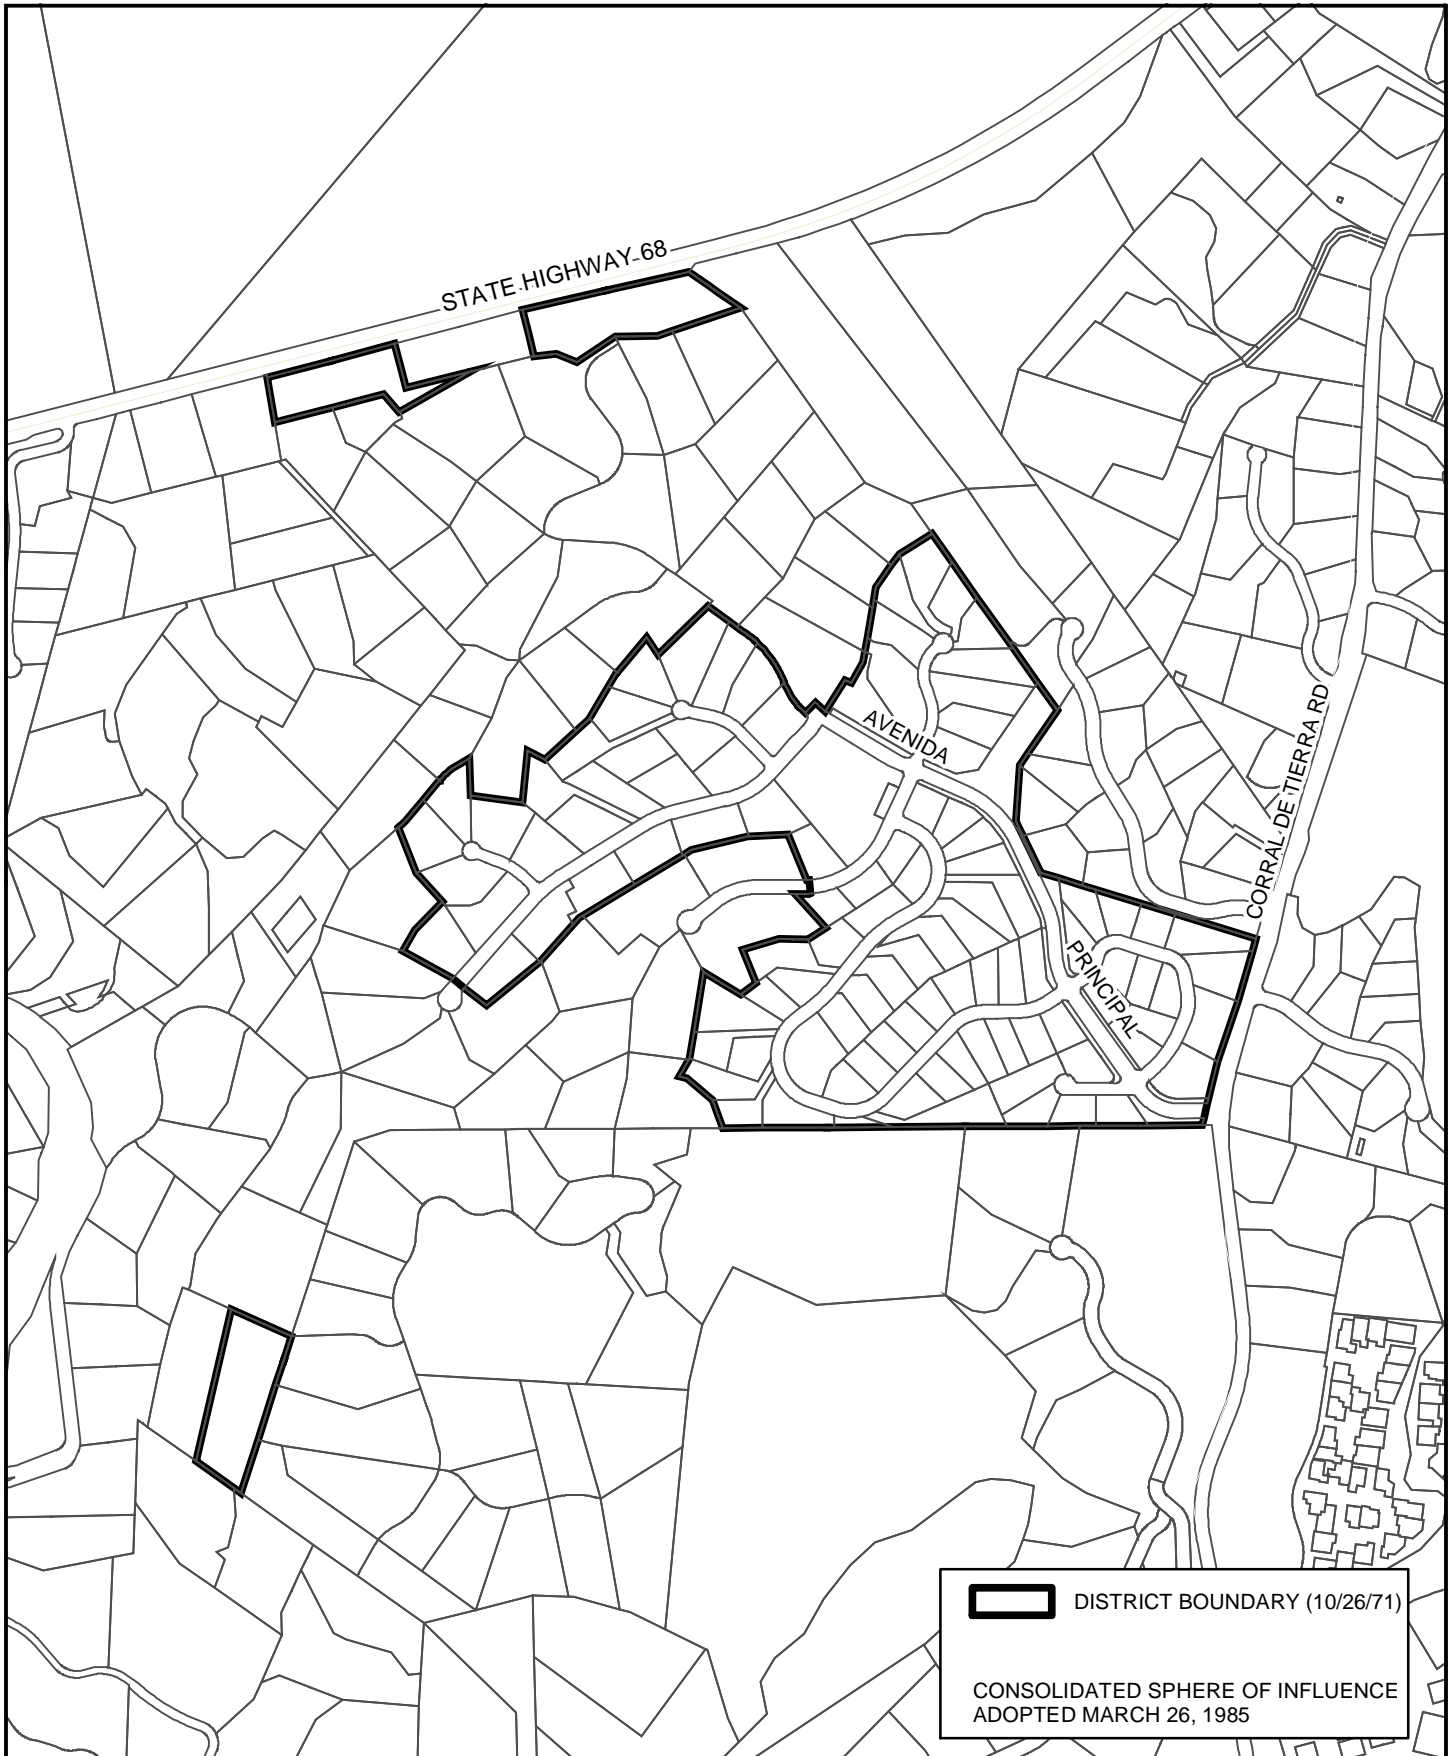 STATE HIGHWAY 68
AVENIDA
CORRAL DE TIERRA RD
PRINCIPAL
DISTRICT BOUNDARY (10/26/71)
CONSOLIDATED SPHERE OF INFLUENCE
ADOPTED MARCH 26, 1985